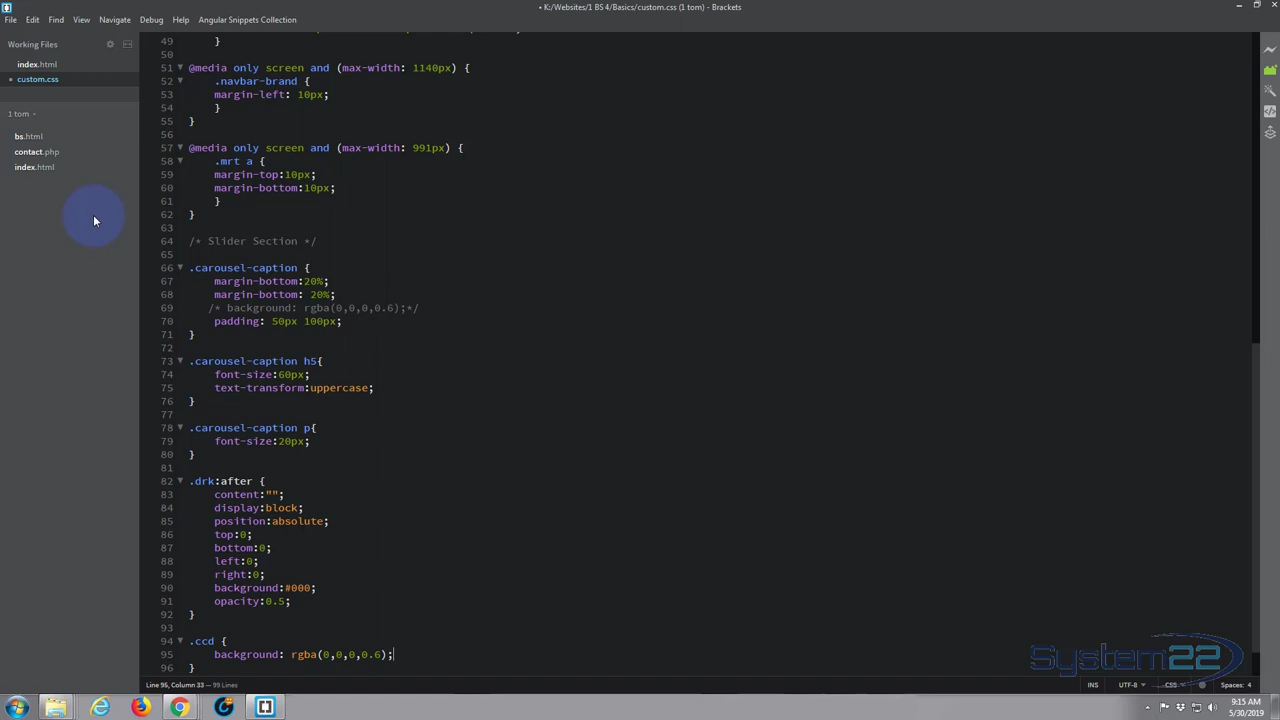 • K:/Websites/1 BS 4/Basics/custom.css (1 tom) - Brackets
File Edit Find View Navigate Debug Help Angular Snippets Collection
Working Files
index.html
• custom.css
1 tom
bs.html
contact.php
index.html
49 }
50
51 @media only screen and (max-width: 1140px) {
52 .navbar-brand {
53 margin-left: 10px;
54 }
55 }
56
57 @media only screen and (max-width: 991px) {
58 .mrt a {
59 margin-top:10px;
60 margin-bottom:10px;
61 }
62 }
63
64 /* Slider Section */
65
66 .carousel-caption {
67 margin-bottom:20%;
68 margin-bottom: 20%;
69 /* background: rgba(0,0,0,0.6);*/
70 padding: 50px 100px;
71 }
72
73 .carousel-caption h5{
74 font-size:60px;
75 text-transform:uppercase;
76 }
77
78 .carousel-caption p{
79 font-size:20px;
80 }
81
82 .drk:after {
83 content:"";
84 display:block;
85 position:absolute;
86 top:0;
87 bottom:0;
88 left:0;
89 right:0;
90 background:#000;
91 opacity:0.5;
92 }
93
94 .ccd {
95 background: rgba(0,0,0,0.6);
96 }
System22
Line 95, Column 33 — 99 Lines
INS UTF-8 CSS Spaces: 4
9:15 AM
5/30/2019